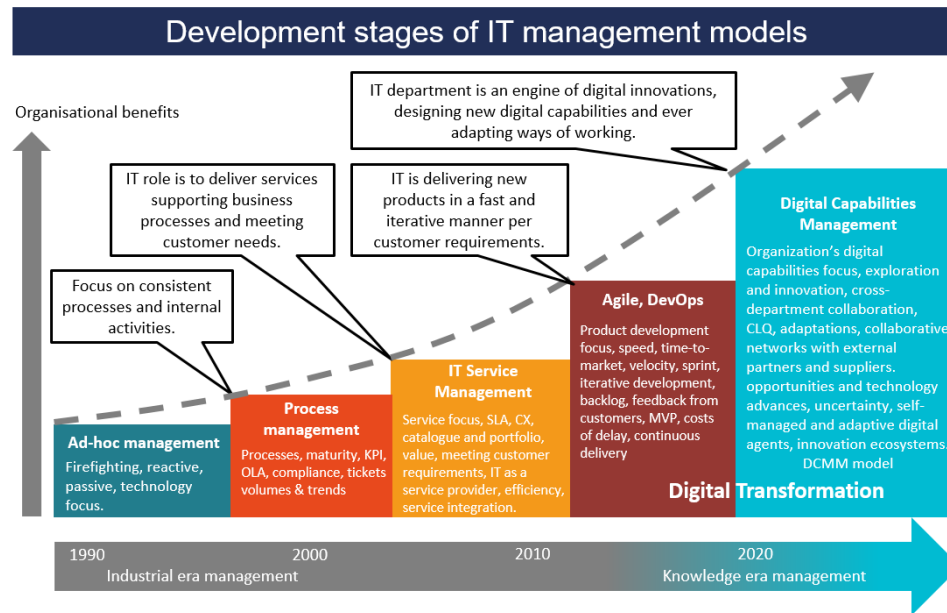 Development stages of IT management models
Organisational benefits
IT department is an engine of digital innovations,
designing new digital capabilities and ever
adapting ways of working.
IT role is to deliver services
supporting business
processes and meeting
customer needs.
IT is delivering new
products in a fast and
iterative manner per
customer requirements.
Focus on consistent
processes and internal
activities.
Ad-hoc management
Firefighting, reactive,
passive, technology
focus.
Process
management
Processes, maturity, KPI,
OLA, compliance, tickets
volumes & trends
IT Service
Management
Service focus, SLA, CX,
catalogue and portfolio,
value, meeting customer
requirements, IT as a
service provider, efficiency,
service integration.
Agile, DevOps
Product development
focus, speed, time-to-
market, velocity, sprint,
iterative development,
backlog, feedback from
customers, MVP, costs
of delay, continuous
delivery
Digital Capabilities
Management
Organization's digital
capabilities focus, exploration
and innovation, cross-
department collaboration,
CLQ, adaptations, collaborative
networks with external
partners and suppliers.
opportunities and technology
advances, uncertainty, self-
managed and adaptive digital
agents, innovation ecosystems.
DCMM model
Digital Transformation
1990 2000 2010 2020
Industrial era management Knowledge era management